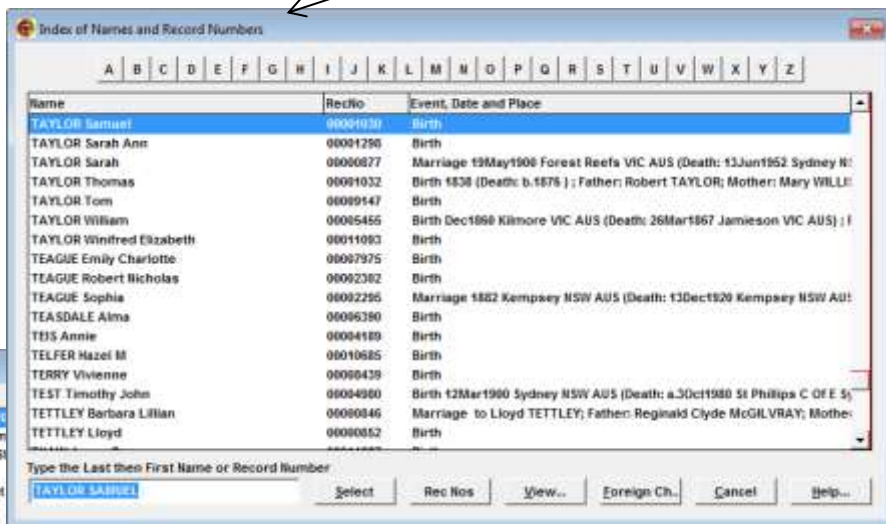 Index of Names and Record Numbers
A B C D E F G H I J K L M N O P Q R S T U V W X Y Z
Name RecNo Event, Date and Place
TAYLOR Samuel 00001030 Birth
TAYLOR Sarah Ann 00001298 Birth
TAYLOR Sarah 00000877 Marriage 19May1900 Forest Reefs VIC AUS (Death: 13Jun1952 Sydney N
TAYLOR Thomas 00001032 Birth 1838 (Death: b.1876 ) ; Father: Robert TAYLOR; Mother: Mary WILLI
TAYLOR Tom 00009147 Birth
TAYLOR William 00005455 Birth Dec1860 Kilmore VIC AUS (Death: 26Mar1867 Jamieson VIC AUS) ;
TAYLOR Winifred Elizabeth 00011093 Birth
TEAGUE Emily Charlotte 00007975 Birth
TEAGUE Robert Nicholas 00002302 Birth
TEAGUE Sophia 00002295 Marriage 1882 Kempsey NSW AUS (Death: 13Dec1920 Kempsey NSW AUS
TEASDALE Alma 00006390 Birth
TEIS Annie 00004189 Birth
TELFER Hazel M 00010685 Birth
TERRY Vivienne 00000439 Birth
TEST Timothy John 00004980 Birth 12Mar1900 Sydney NSW AUS (Death: a.3Oct1980 St Phillips C Of E Sy
TETTLEY Barbara Lillian 00000846 Marriage to Lloyd TETTLEY; Father: Reginald Clyde McGILVRAY; Mother
TETTLEY Lloyd 00000852 Birth
Type the Last then First Name or Record Number
TAYLOR SAMUEL Select Rec Nos View... Foreign Ch.. Cancel Help...